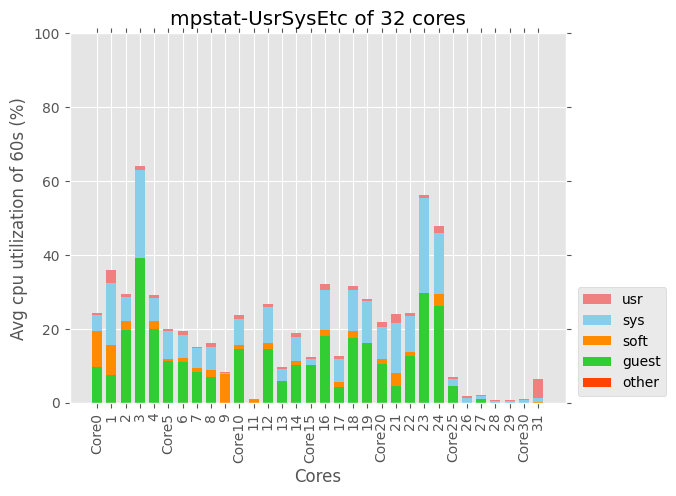 mpstat-UsrSysEtc of 32 cores
Avg cpu utilization of 60s (%)
100
80
60
40
20
0
Core0
1
2
3
4
Core5
6
7
8
9
Core10
11
12
13
14
Core15
16
17
18
19
Core20
21
22
23
24
Core25
26
27
28
29
Core30
31
Cores
usr
sys
soft
guest
other